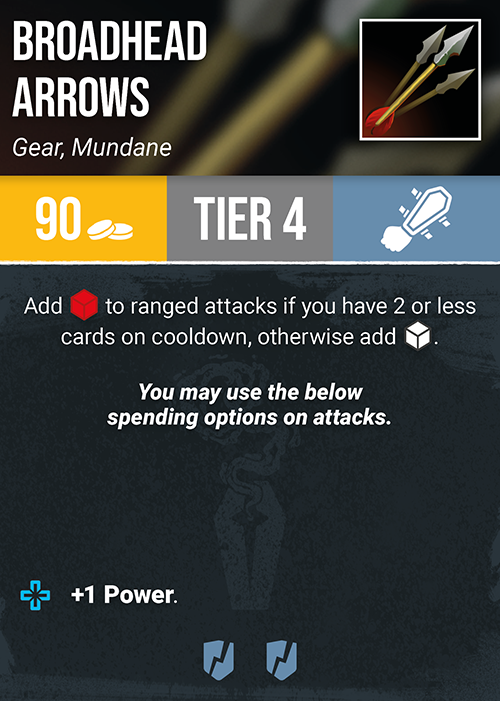 BROADHEAD
ARROWS
Gear, Mundane
90 TIER 4
Add to ranged attacks if you have 2 or less
cards on cooldown, otherwise add .
You may use the below
spending options on attacks.
+1 Power.